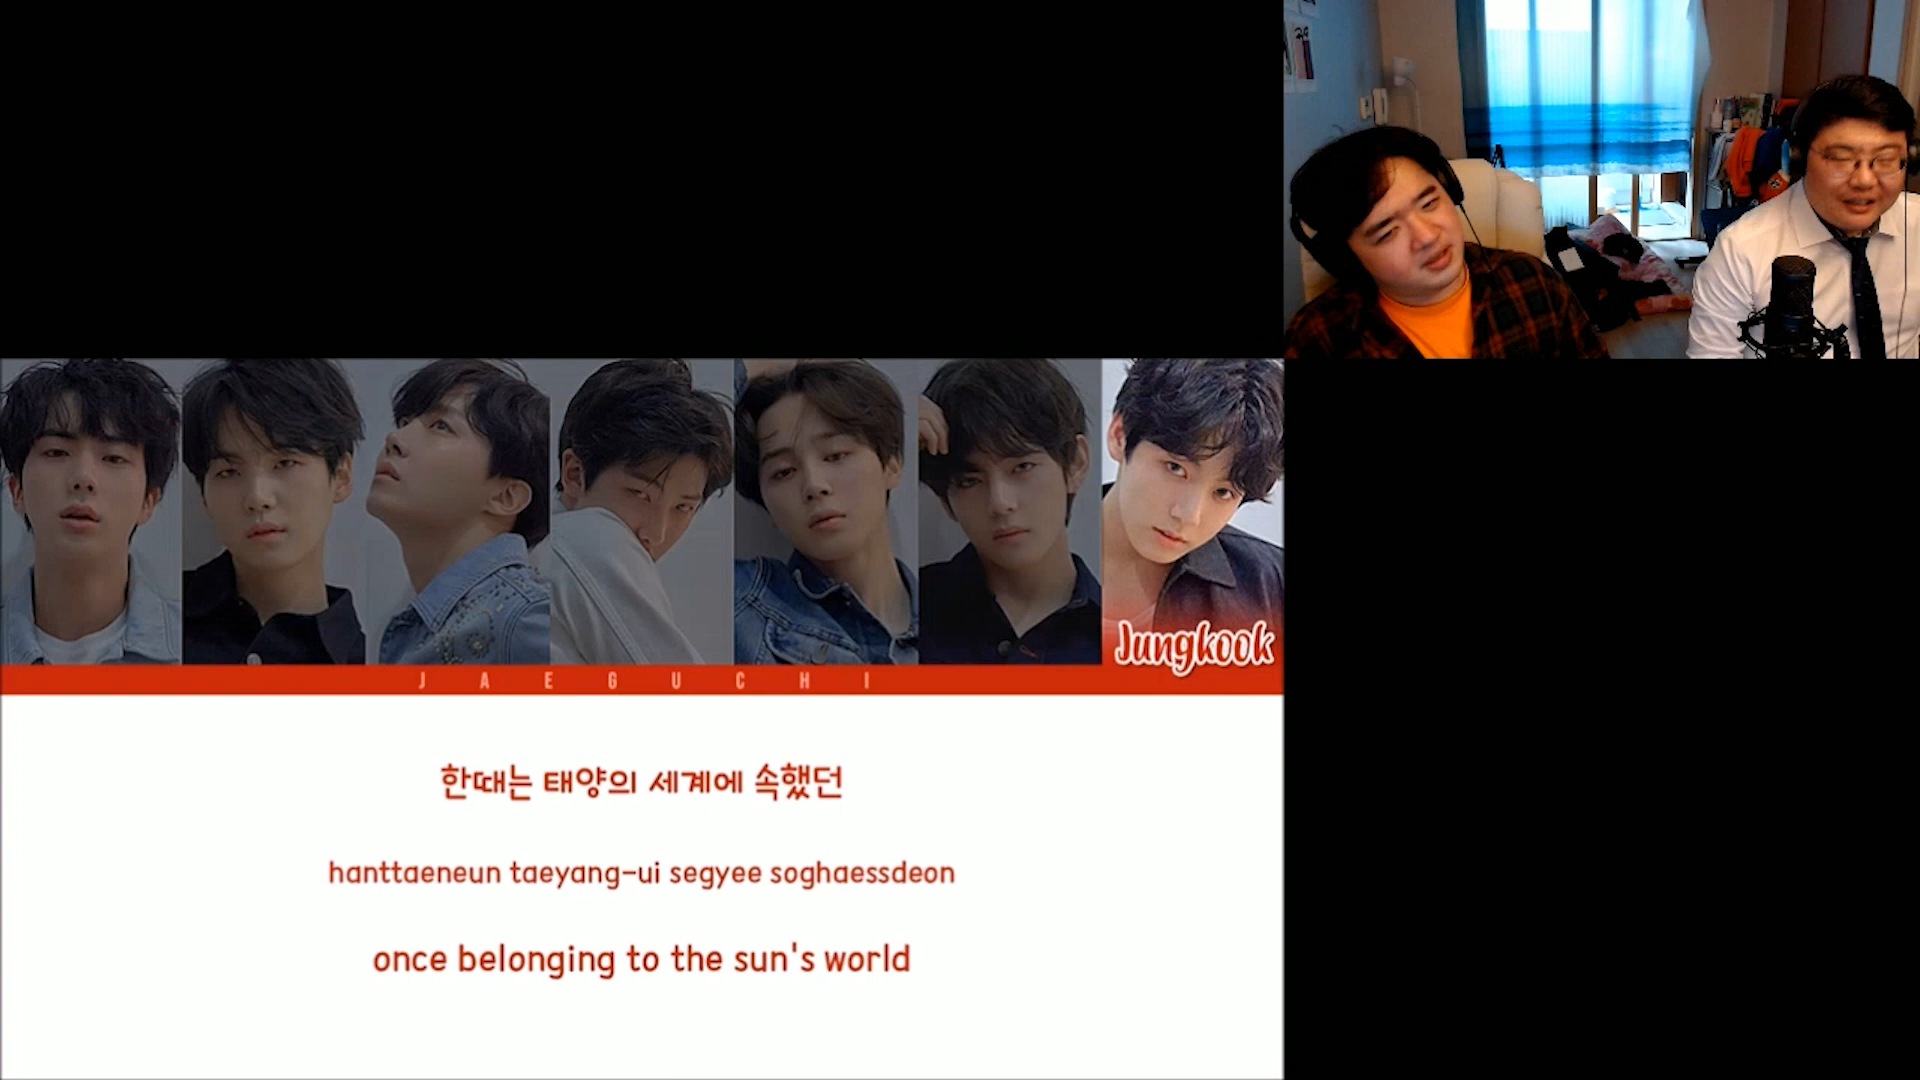 Jungkook
JAEGUCHI
한때는 태양의 세계에 속했던
hanttaeneun taeyang-ui segyee soghaessdeon
once belonging to the sun's world